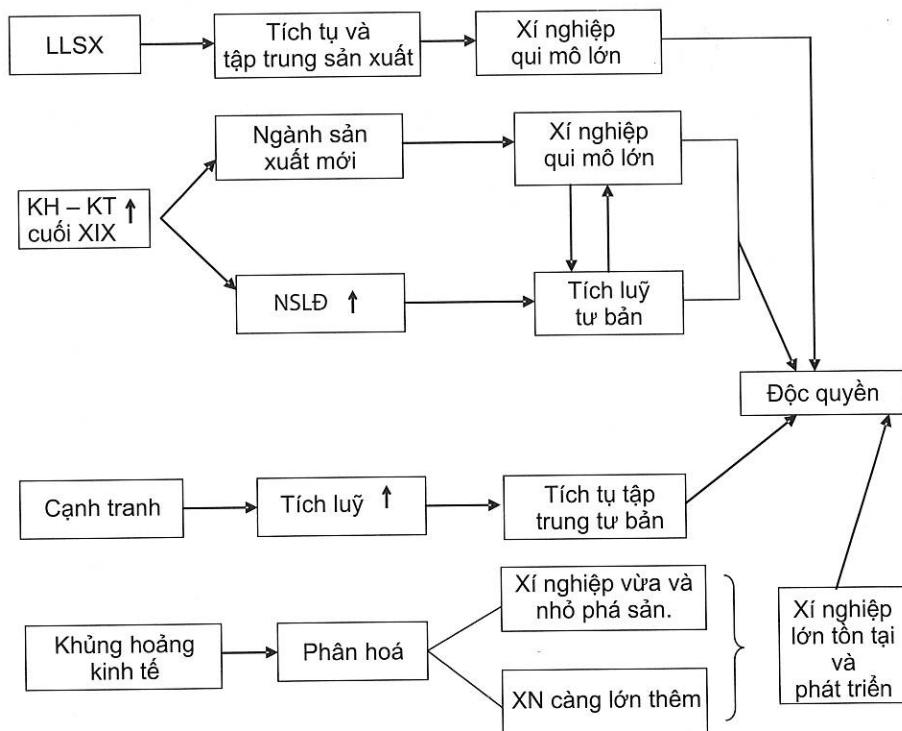 LLSX
Tích tụ và
tập trung sản xuất
Xí nghiệp
qui mô lớn
Ngành sản
xuất mới
Xí nghiệp
qui mô lớn
KH – KT ↑
cuối XIX
NSLĐ ↑
Tích luỹ
tư bản
Độc quyền
Cạnh tranh
Tích luỹ ↑
Tích tụ tập
trung tư bản
Khủng hoảng
kinh tế
Phân hoá
Xí nghiệp vừa và
nhỏ phá sản.
XN càng lớn thêm
Xí nghiệp
lớn tồn tại
và
phát triển